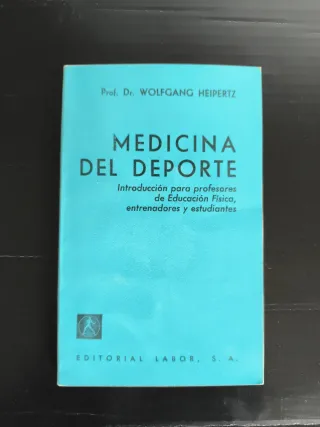 Prof. Dr. WOLFGANG HEIPERTZ
MEDICINA
DEL DEPORTE
Introducción para profesores
de Educación Física,
entrenadores y estudiantes
EDITORIAL LABOR, S. A.